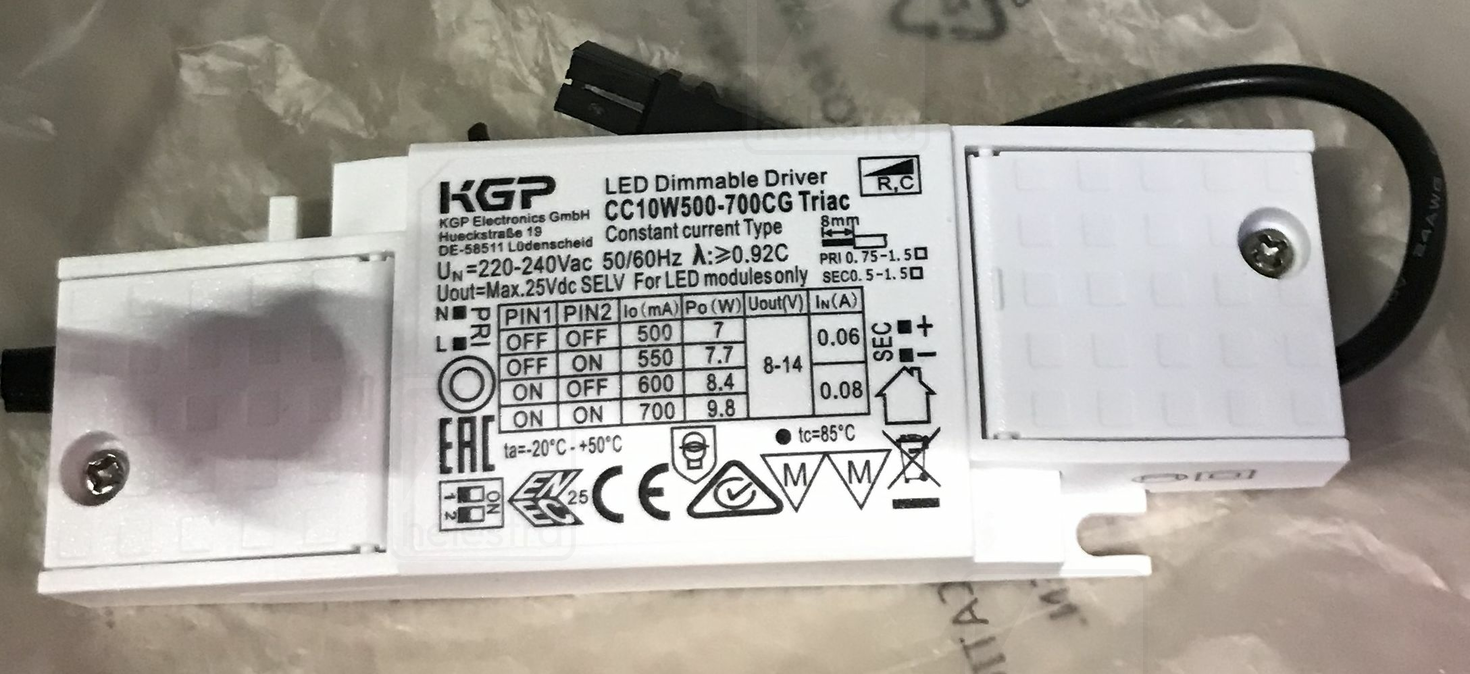 KGP
KGP Electronics GmbH
Hueckstraße 19
DE-58511 Lüdenscheid
LED Dimmable Driver
CC10W500-700CG Triac
Constant current Type
R,C
8mm
UN=220-240Vac 50/60Hz λ:≥0.92C
PRI 0.75-1.5
Uout=Max.25Vdc SELV For LED modules only
SEC0.5-1.5
N
PRI
L
PIN1 PIN2 Io(mA) Po(W) Uout(V) IN(A)
OFF OFF 500 7 8-14 0.06
OFF ON 550 7.7
ON OFF 600 8.4 0.08
ON ON 700 9.8
SEC
+
-
EAC
ta=-20°C-+50°C
tc=85°C
1
2
ON
ENEC
25
CE
M
M
24AWG